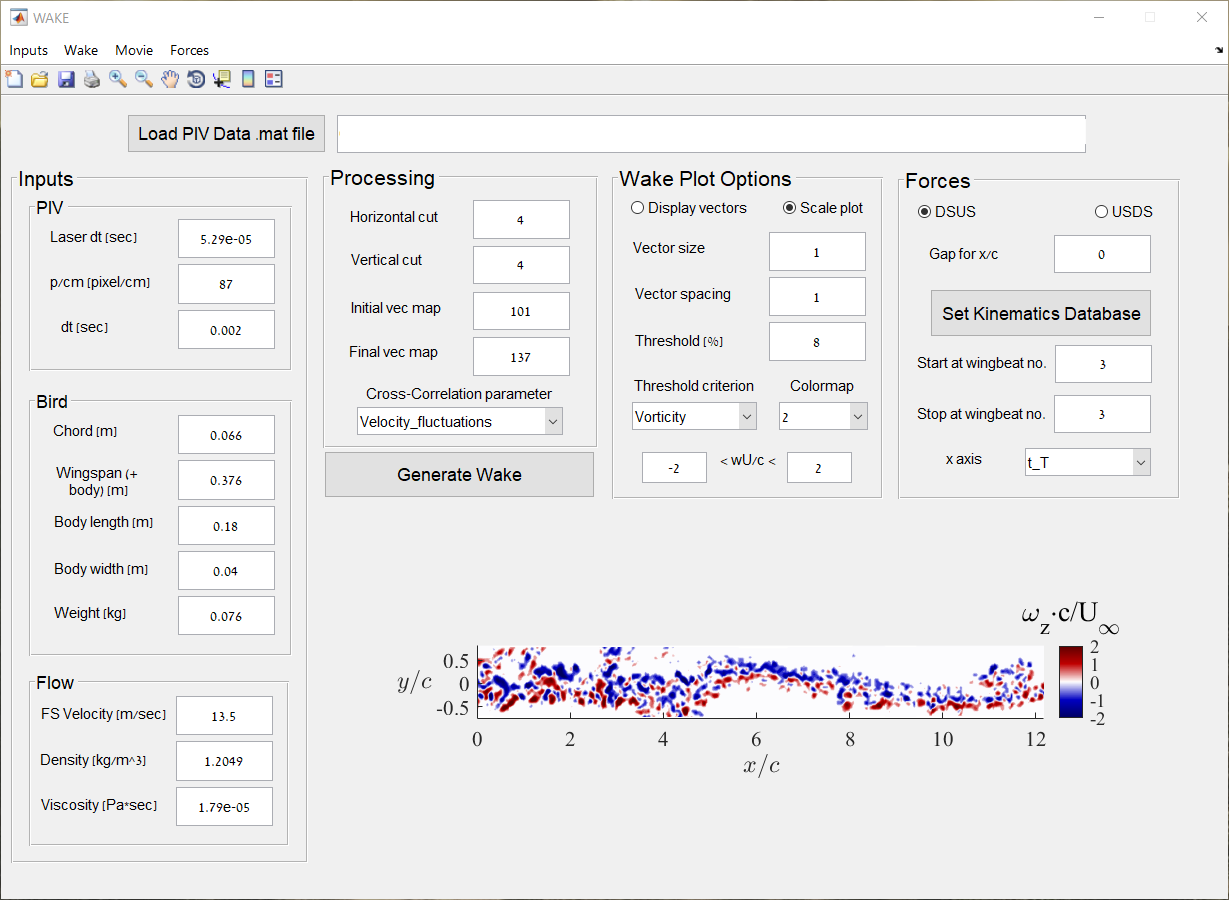 WAKE
Inputs Wake Movie Forces
Load PIV Data .mat file
Inputs
PIV
Laser dt [sec] 5.29e-05
p/cm [pixel/cm] 87
dt [sec] 0.002
Bird
Chord [m] 0.066
Wingspan (+
body) [m] 0.376
Body length [m] 0.18
Body width [m] 0.04
Weight [kg] 0.076
Flow
FS Velocity [m/sec] 13.5
Density [kg/m^3] 1.2049
Viscosity [Pa*sec] 1.79e-05
Processing
Horizontal cut 4
Vertical cut 4
Initial vec map 101
Final vec map 137
Cross-Correlation parameter
Velocity_fluctuations
Generate Wake
Wake Plot Options
Display vectors Scale plot
Vector size 1
Vector spacing 1
Threshold [%] 8
Threshold criterion Colormap
Vorticity 2
-2 < wU/c < 2
Forces
DSUS USDS
Gap for x/c 0
Set Kinematics Database
Start at wingbeat no. 3
Stop at wingbeat no. 3
x axis t_T
ω_z·c/U_∞
2
1
0
-1
-2
0.5
y/c 0
-0.5
0 2 4 6 8 10 12
x/c